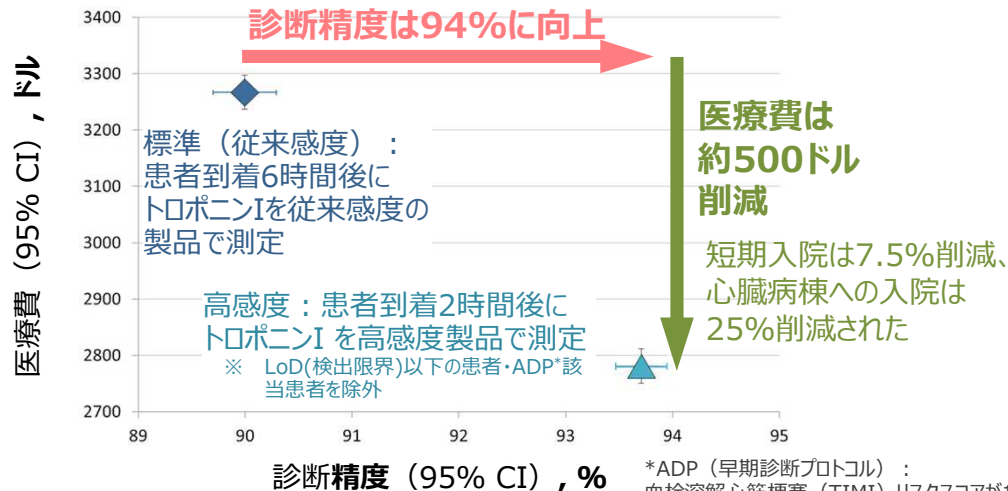 診断精度は94%に向上
3400
3300
3200
3100
3000
2900
2800
2700
医療費（95% CI）, ドル
標準（従来感度）：
患者到着6時間後に
トロポニンIを従来感度の
製品で測定
医療費は
約500ドル
削減
短期入院は7.5%削減、
心臓病棟への入院は
25%削減された
高感度：患者到着2時間後に
トロポニンI を高感度製品で測定
※ LoD(検出限界)以下の患者・ADP*該
当患者を除外
89 90 91 92 93 94 95
診断精度（95% CI）, %
*ADP（早期診断プロトコル）：